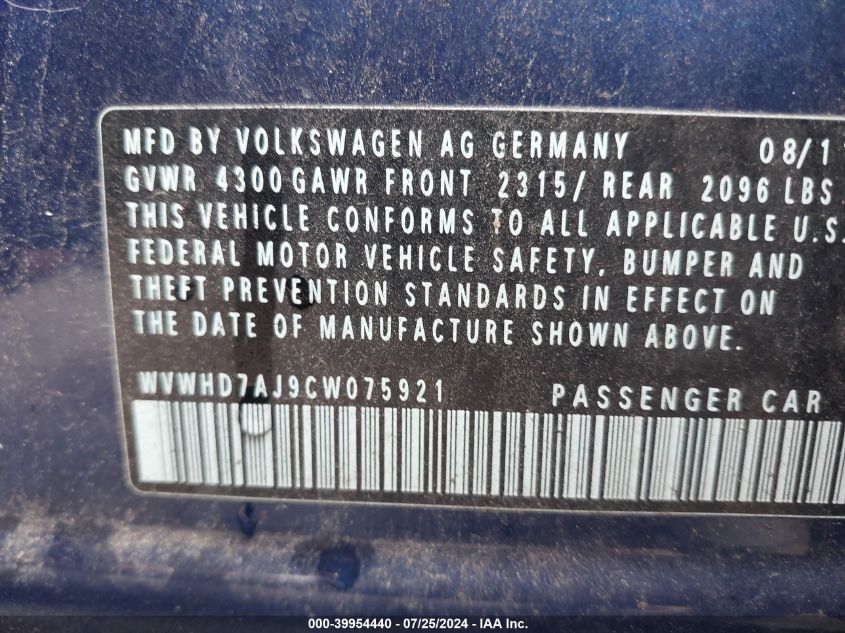 MFD BY VOLKSWAGEN AG GERMANY 08/1
GVWR 4300 GAWR FRONT 2315/ REAR 2096 LBS
THIS VEHICLE CONFORMS TO ALL APPLICABLE U.S.
FEDERAL MOTOR VEHICLE SAFETY, BUMPER AND
THEFT PREVENTION STANDARDS IN EFFECT ON
THE DATE OF MANUFACTURE SHOWN ABOVE.
WVWHD7AJ9CW075921 PASSENGER CAR
000-39954440 - 07/25/2024 - IAA Inc.